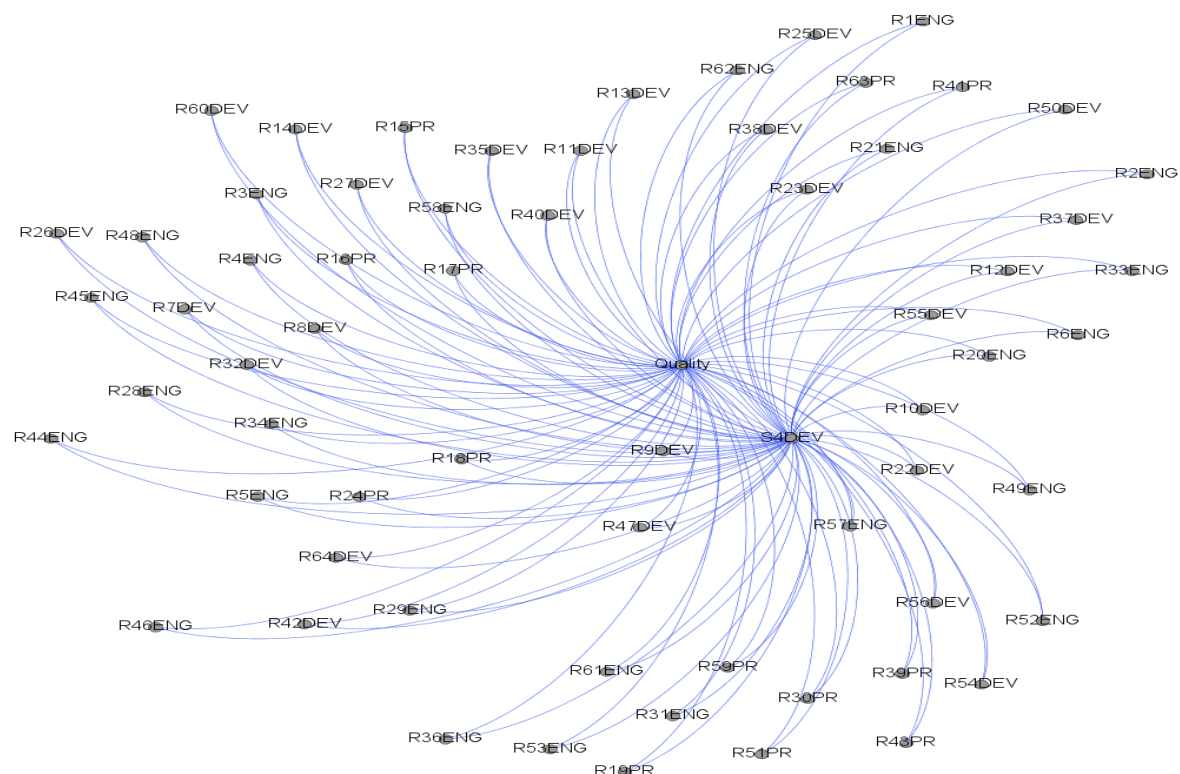 R1ENG
R25DEV
R62ENG
R63PR
R41PR
R13DEV
R50DEV
R60DEV
R14DEV
R15PR
R38DEV
R21ENG
R35DEV
R11DEV
R2ENG
R27DEV
R23DEV
R3ENG
R58ENG
R40DEV
R37DEV
R26DEV
R48ENG
R4ENG
R16PR
R17PR
R12DEV
R33ENG
R45ENG
R7DEV
R55DEV
R8DEV
R6ENG
R20ENG
R32DEV
Quality
R28ENG
R10DEV
R34ENG
R44ENG
S4DEV
R9DEV
R18PR
R22DEV
R49ENG
R5ENG
R24PR
R47DEV
R57ENG
R64DEV
R56DEV
R29ENG
R52ENG
R46ENG
R42DEV
R59PR
R61ENG
R39PR
R54DEV
R30PR
R31ENG
R36ENG
R43PR
R53ENG
R51PR
R19PR